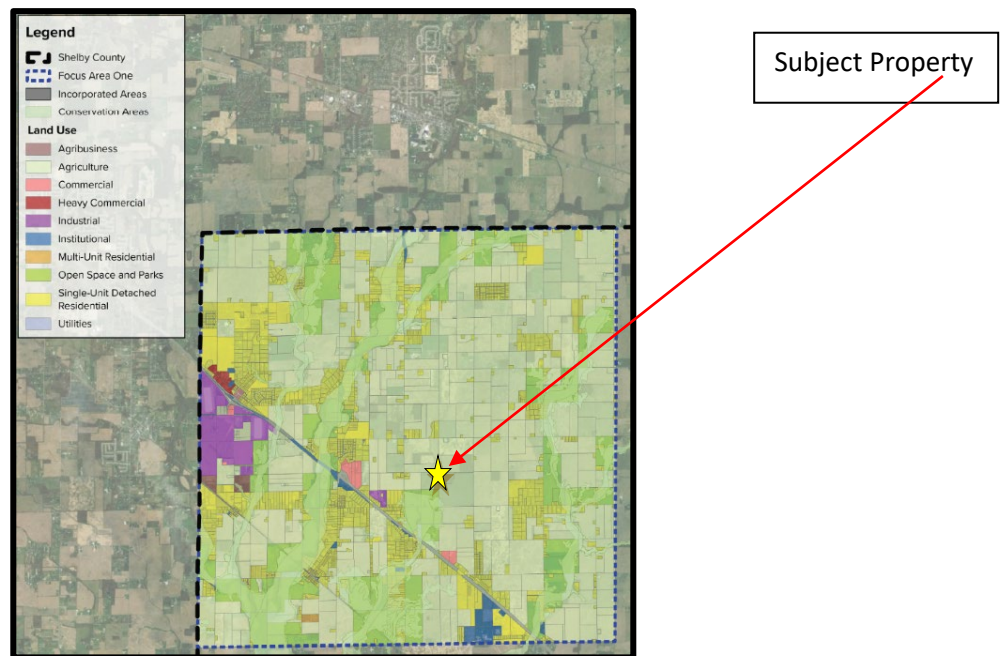 Legend
Shelby County
Focus Area One
Incorporated Areas
Conservation Areas
Land Use
Agribusiness
Agriculture
Commercial
Heavy Commercial
Industrial
Institutional
Multi-Unit Residential
Open Space and Parks
Single-Unit Detached
Residential
Utilities
Subject Property